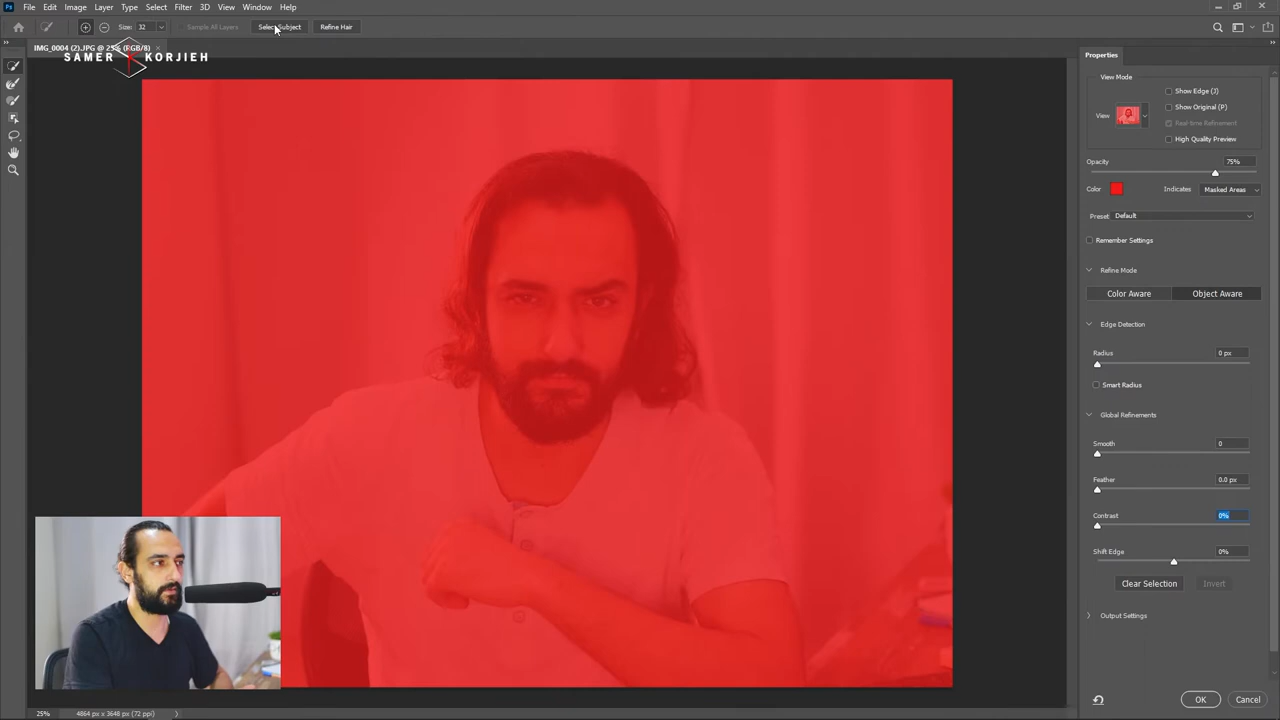 Ps File Edit Image Layer Type Select Filter 3D View Window Help
Size: 32 Sample All Layers Select Subject Refine Hair
IMG_0004 (2).JPG @ 25% (RGB/8)
SAMER KORJIEH
Properties
View Mode
Show Edge (J)
View
Show Original (P)
Real-time Refinement
High Quality Preview
Opacity 75%
Color Indicates Masked Areas
Preset: Default
Remember Settings
Refine Mode
Color Aware Object Aware
Edge Detection
Radius 0 px
Smart Radius
Global Refinements
Smooth 0
Feather 0.0 px
Contrast 0%
Shift Edge 0%
Clear Selection Invert
Output Settings
OK Cancel
25% 4864 px x 3648 px (72 ppi)